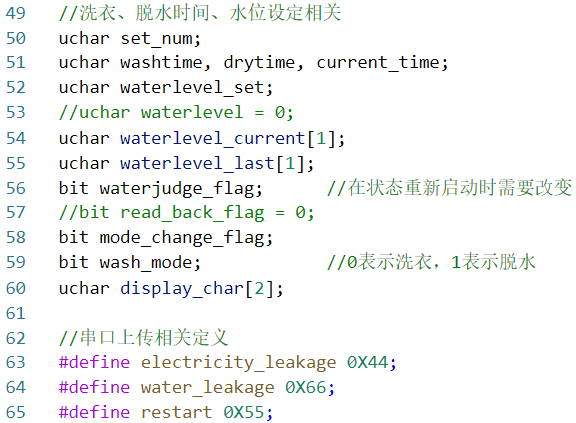 49 //洗衣、脱水时间、水位设定相关
50 uchar set_num;
51 uchar washtime, drytime, current_time;
52 uchar waterlevel_set;
53 //uchar waterlevel = 0;
54 uchar waterlevel_current[1];
55 uchar waterlevel_last[1];
56 bit waterjudge_flag; //在状态重新启动时需要改变
57 //bit read_back_flag = 0;
58 bit mode_change_flag;
59 bit wash_mode; //0表示洗衣，1表示脱水
60 uchar display_char[2];
61
62 //串口上传相关定义
63 #define electricity_leakage 0X44;
64 #define water_leakage 0X66;
65 #define restart 0X55;